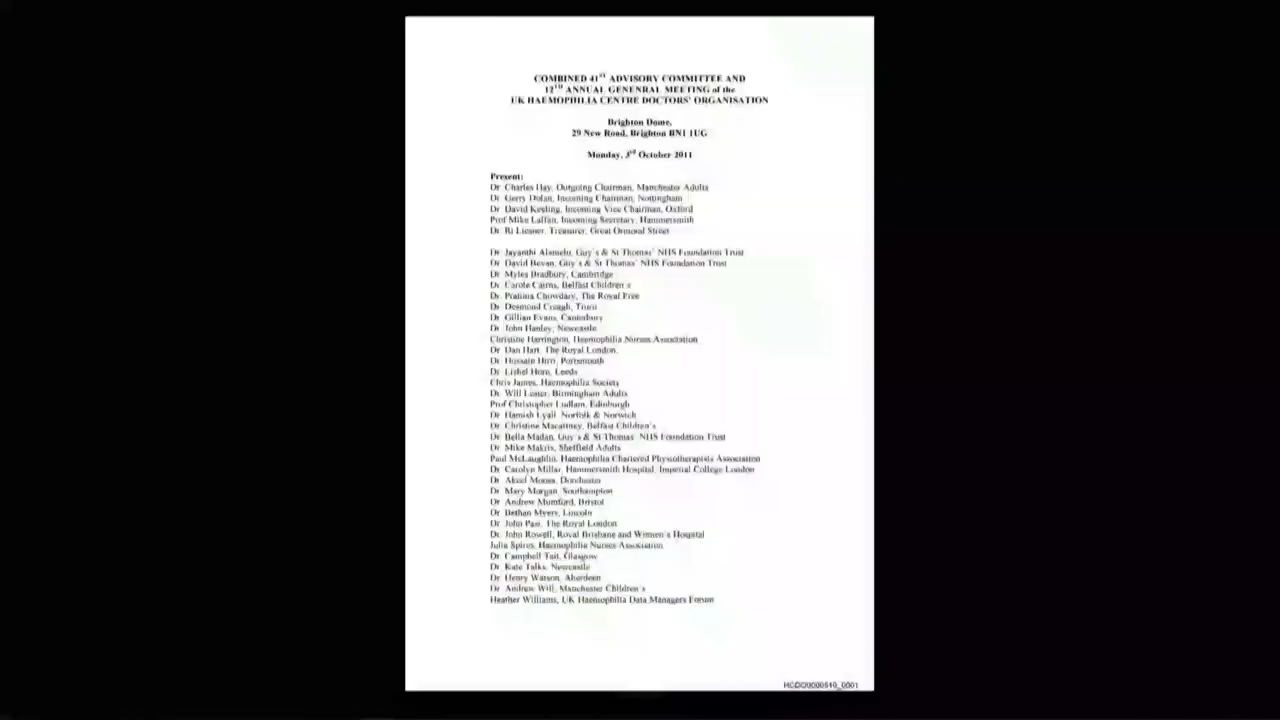 COMBINED 41ST ADVISORY COMMITTEE AND
12TH ANNUAL GENENRAL MEETING of the
UK HAEMOPHILIA CENTRE DOCTORS' ORGANISATION
Brighton Dome,
29 New Road, Brighton BN1 1UG
Monday, 3rd October 2011
Present:
Dr Charles Hay, Outgoing Chairman, Manchester Adults
Dr Gerry Dolan, Incoming Chairman, Nottingham
Dr David Keeling, Incoming Vice Chairman, Oxford
Prof Mike Laffan, Incoming Secretary, Hammersmith
Dr Ri Liesner, Treasurer, Great Ormond Street
Dr Jayanthi Alamelu, Guy's & St Thomas' NHS Foundation Trust
Dr David Bevan, Guy's & St Thomas' NHS Foundation Trust
Dr Myles Bradbury, Cambridge
Dr Carole Cairns, Belfast Children's
Dr Pratima Chowdary, The Royal Free
Dr Desmond Creagh, Truro
Dr Gillian Evans, Canterbury
Dr John Hanley, Newcastle
Christine Harrington, Haemophilia Nurses Association
Dr Dan Hart, The Royal London,
Dr Hussain, Portsmouth
Dr Horn, Leeds
Chris James, Haemophilia Society
Dr Will Lester, Birmingham Adults
Prof Christopher Ludlam, Edinburgh
Dr Hamish Lyall, Norfolk & Norwich
Dr Christine Macartney, Belfast Children's
Dr Bella Madan, Guy's & St Thomas' NHS Foundation Trust
Dr Mike Makris, Sheffield Adults
Paul McLaughlin, Haemophilia Chartered Physiotherapists Association
Dr Carolyn Millar, Hammersmith Hospital, Imperial College London
Dr Moosa, Dorchester
Dr Mary Morgan, Southampton
Dr Andrew Mumford, Bristol
Dr Bethan Myers, Lincoln
Dr John Pasi, The Royal London
Dr John Rowell, Royal Brisbane and Women's Hospital
Julia Spires, Haemophilia Nurses Association
Dr Campbell Tait, Glasgow
Dr Kate Talks, Newcastle
Dr Henry Watson, Aberdeen
Dr Andrew Will, Manchester Children's
Heather Williams, UK Haemophilia Data Managers Forum
HCDO0000510_0001